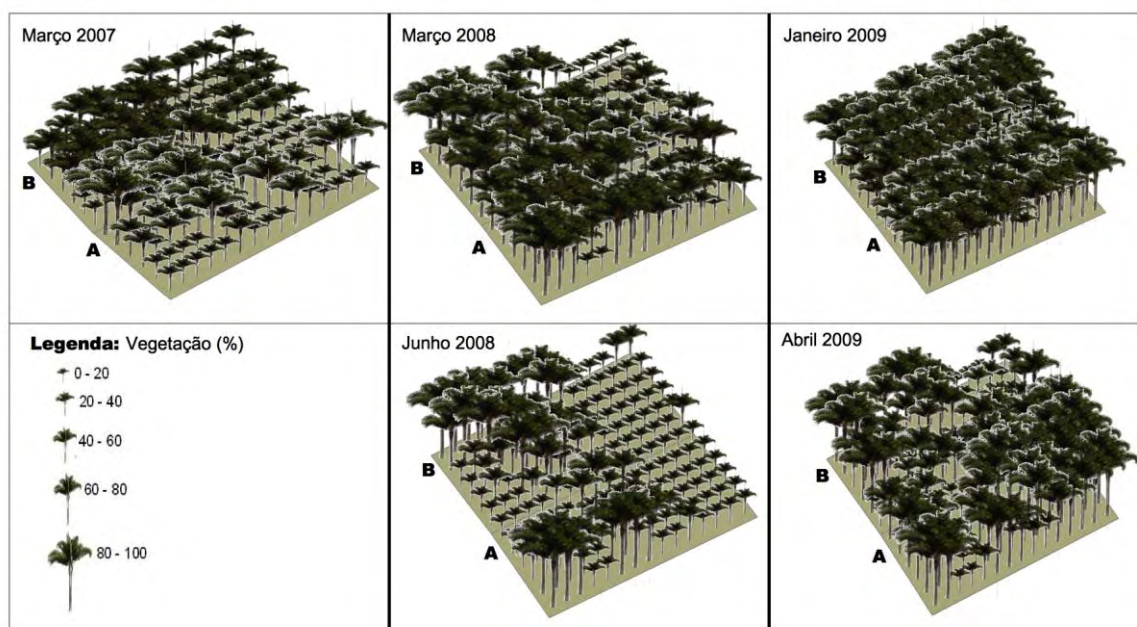 Março 2007
B
A
Março 2008
B
A
Janeiro 2009
B
A
Legenda: Vegetação (%)
0 - 20
20 - 40
40 - 60
60 - 80
80 - 100
Junho 2008
B
A
Abril 2009
B
A